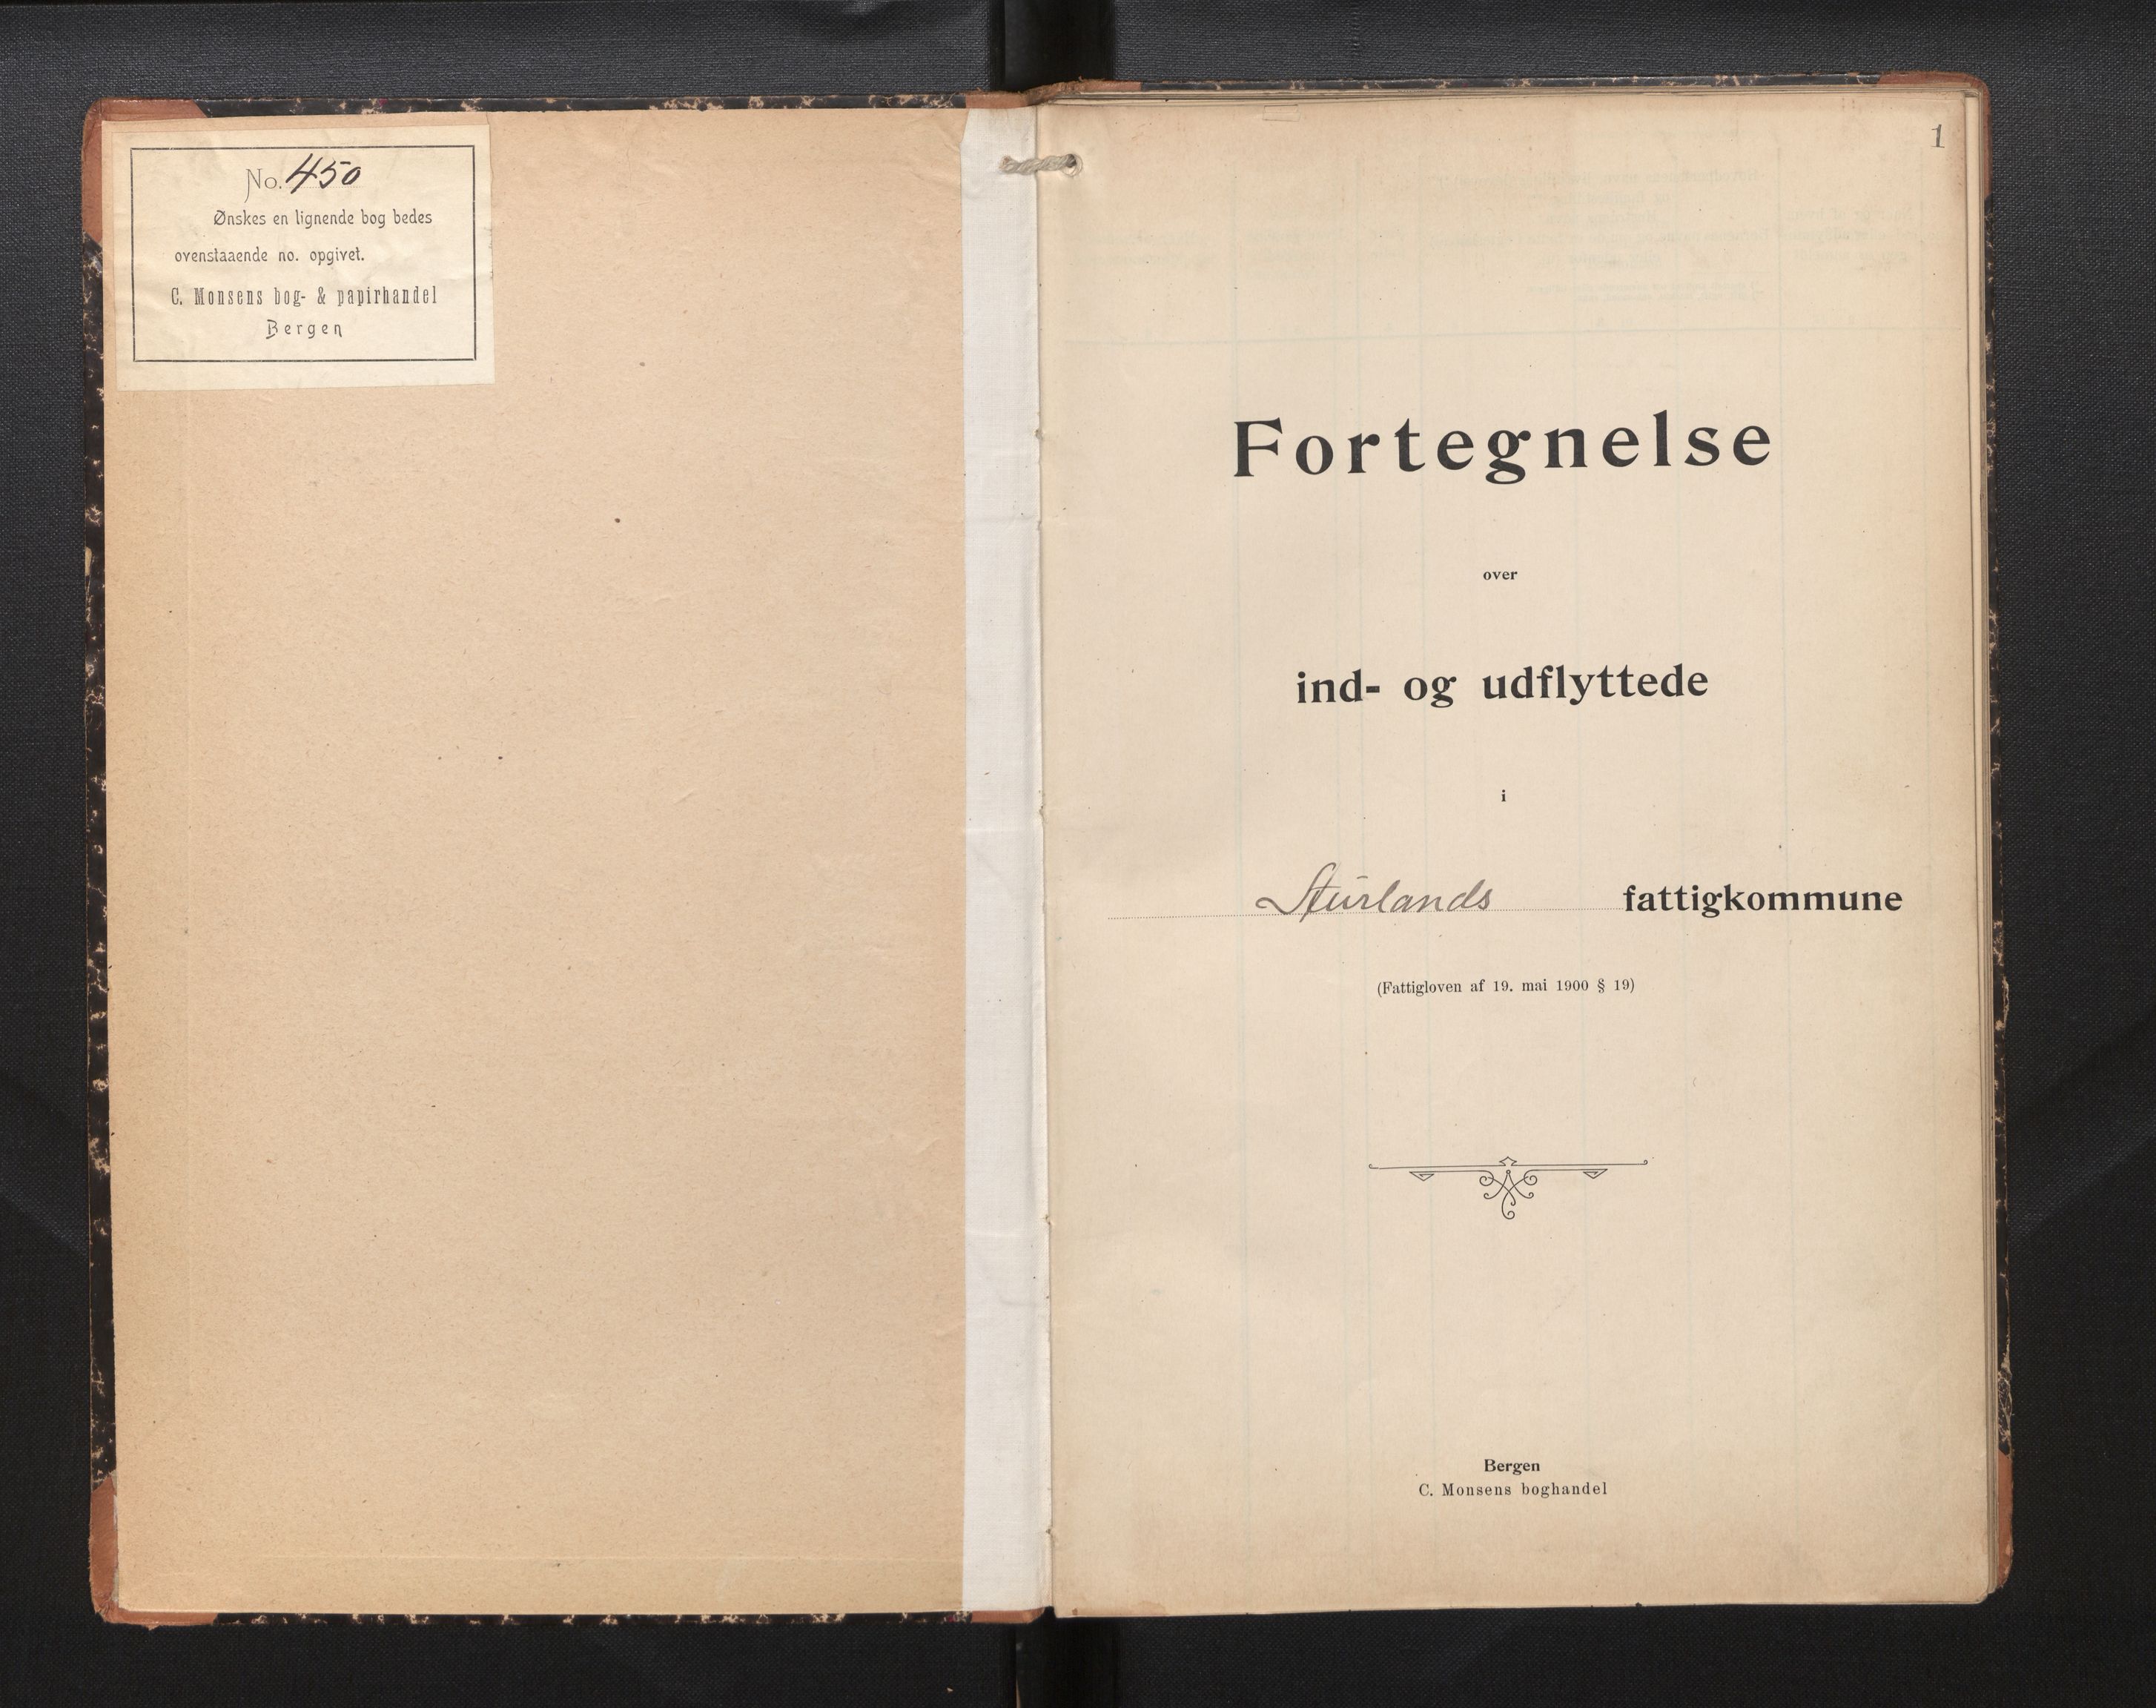 No. 450
Ønskes en lignende bog bedes
ovenstaaende no. opgivet.
C. Monsens bog- & papirhandel
Bergen
1
Fortegnelse
over
ind- og udflyttede
i
fattigkommune
(Fattigloven af 19. mai 1900 § 19)
Bergen
C. Monsens boghandel